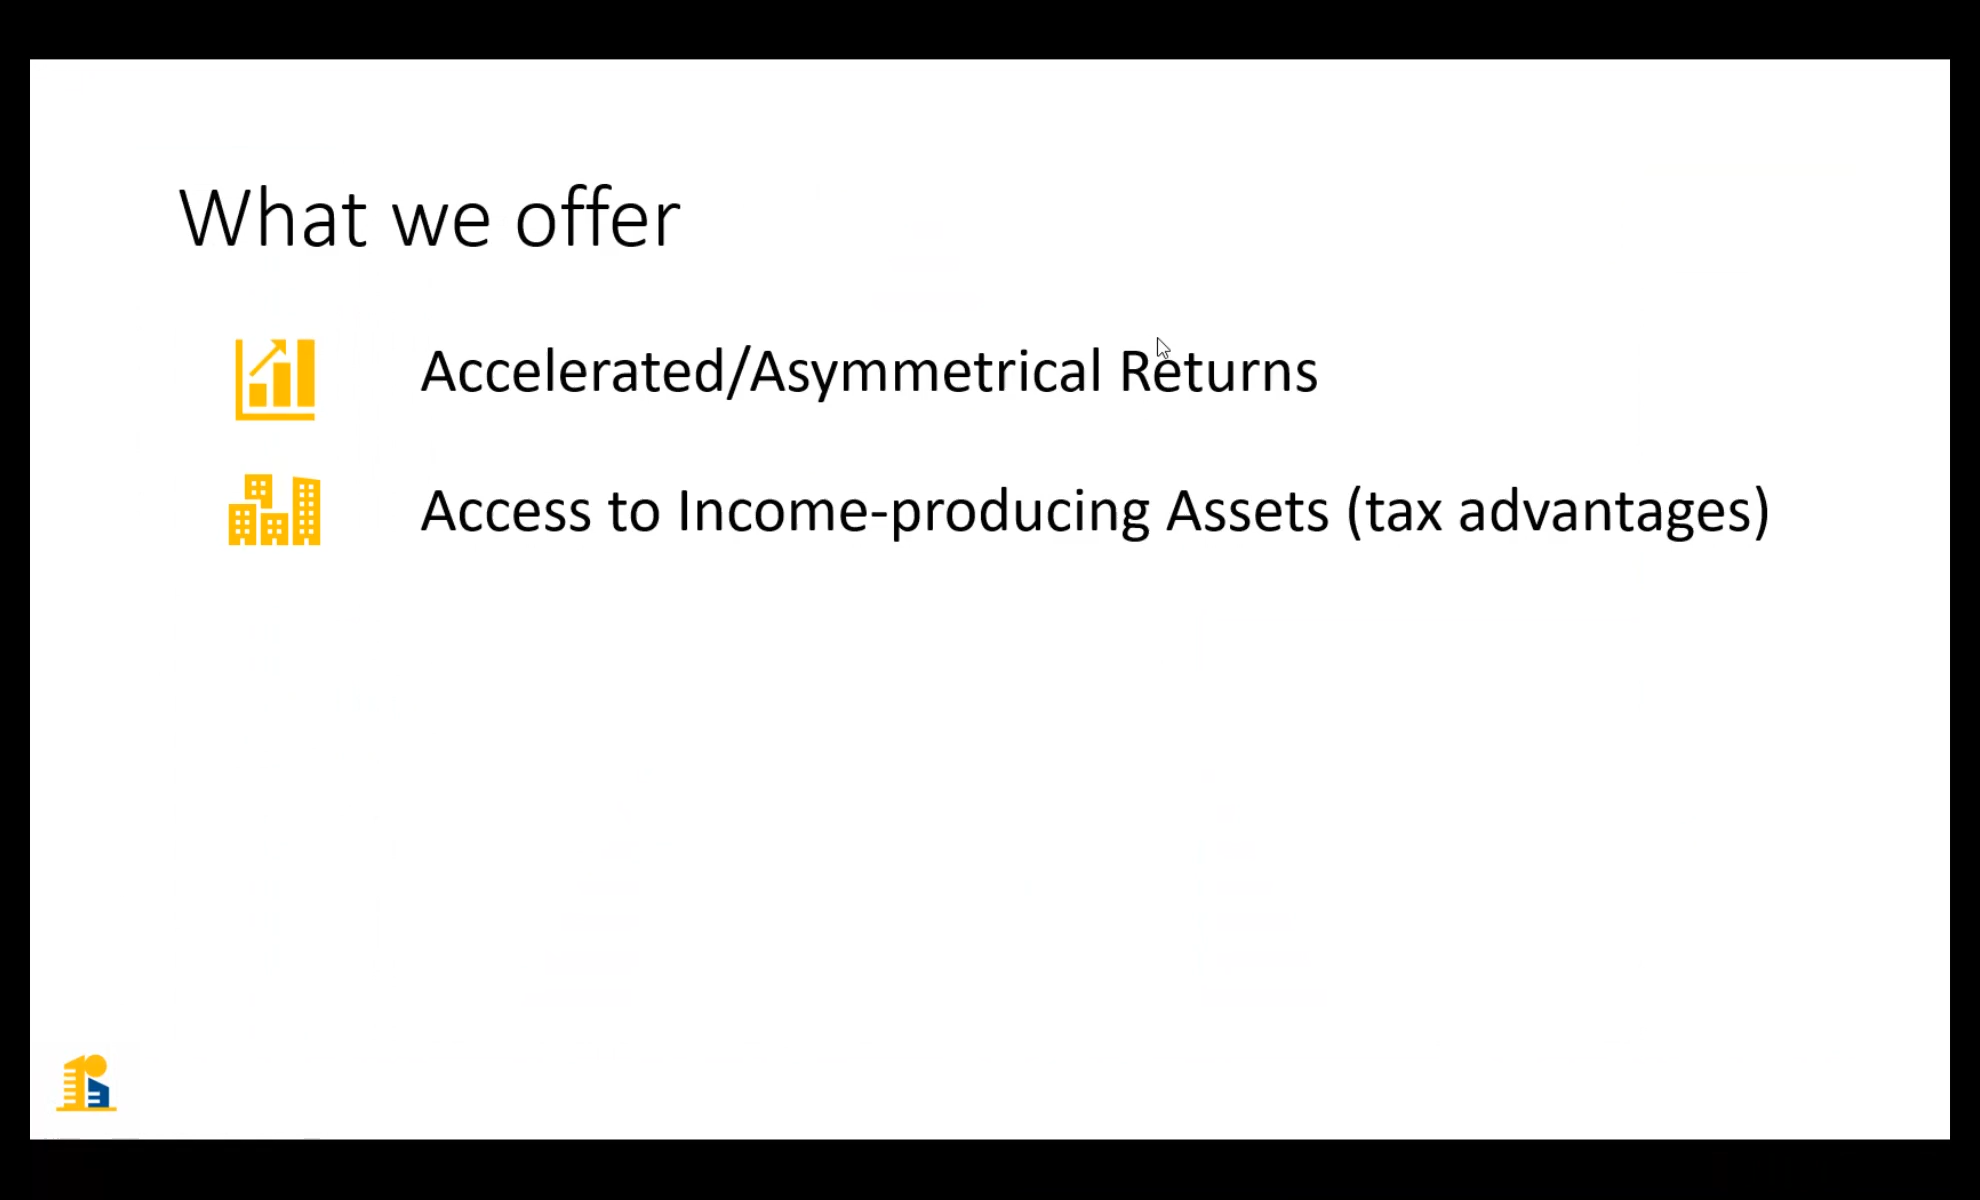 What we offer
Accelerated/Asymmetrical Returns
Access to Income-producing Assets (tax advantages)